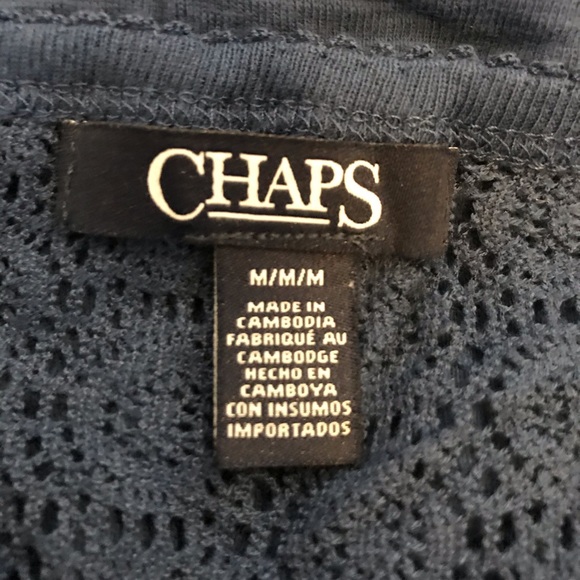 CHAPS
M/M/M
MADE IN
CAMBODIA
FABRIQUÉ AU
CAMBODGE
HECHO EN
CAMBOYA
CON INSUMOS
IMPORTADOS